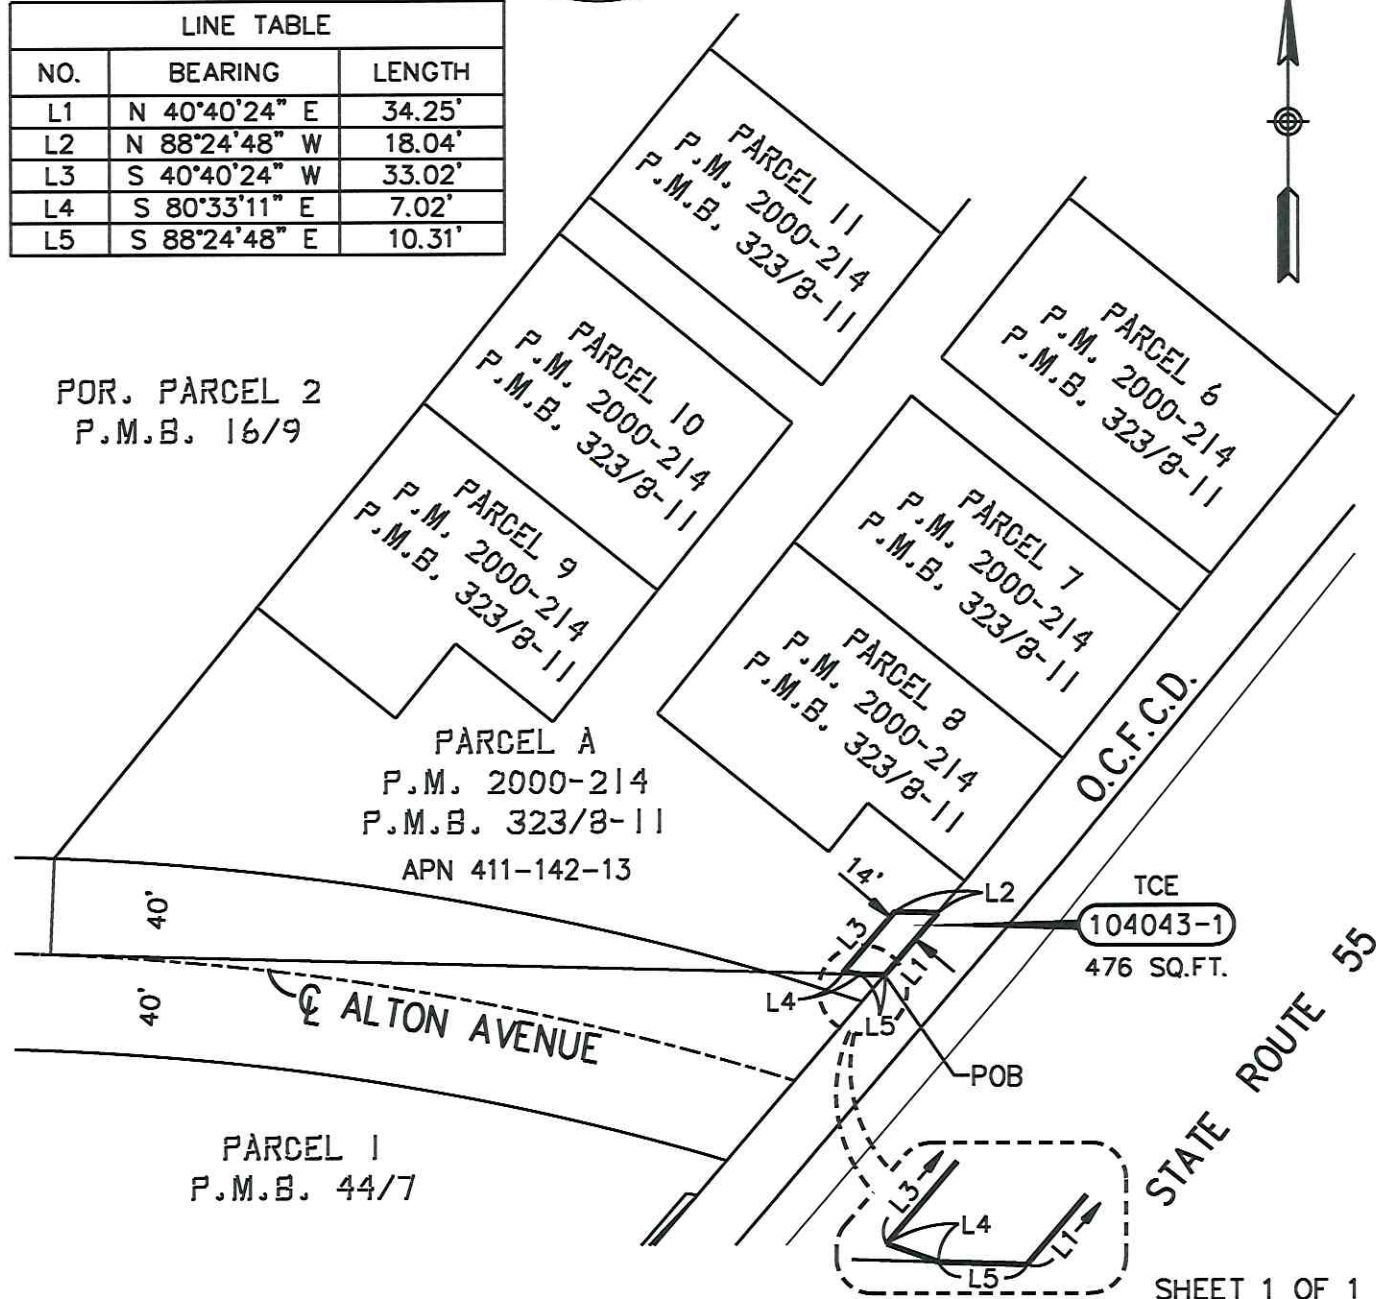 LINE TABLE
NO. BEARING LENGTH
L1 N 40°40'24" E 34.25'
L2 N 88°24'48" W 18.04'
L3 S 40°40'24" W 33.02'
L4 S 80°33'11" E 7.02'
L5 S 88°24'48" E 10.31'
PARCEL 11
P.M. 2000-214
P.M.B. 323/8-11
PARCEL 6
P.M. 2000-214
P.M.B. 323/8-11
PARCEL 10
P.M. 2000-214
P.M.B. 323/8-11
POR. PARCEL 2
P.M.B. 16/9
PARCEL 9
P.M. 2000-214
P.M.B. 323/8-11
PARCEL 7
P.M. 2000-214
P.M.B. 323/8-11
PARCEL 8
P.M. 2000-214
P.M.B. 323/8-11
O.C.F.C.D.
PARCEL A
P.M. 2000-214
P.M.B. 323/8-11
APN 411-142-13
14'
L2
TCE
104043-1
476 SQ.FT.
40'
L3
L1
L4
L5
40'
℄ ALTON AVENUE
POB
STATE ROUTE 55
PARCEL 1
P.M.B. 44/7
L3
L4
L1
L5
SHEET 1 OF 1